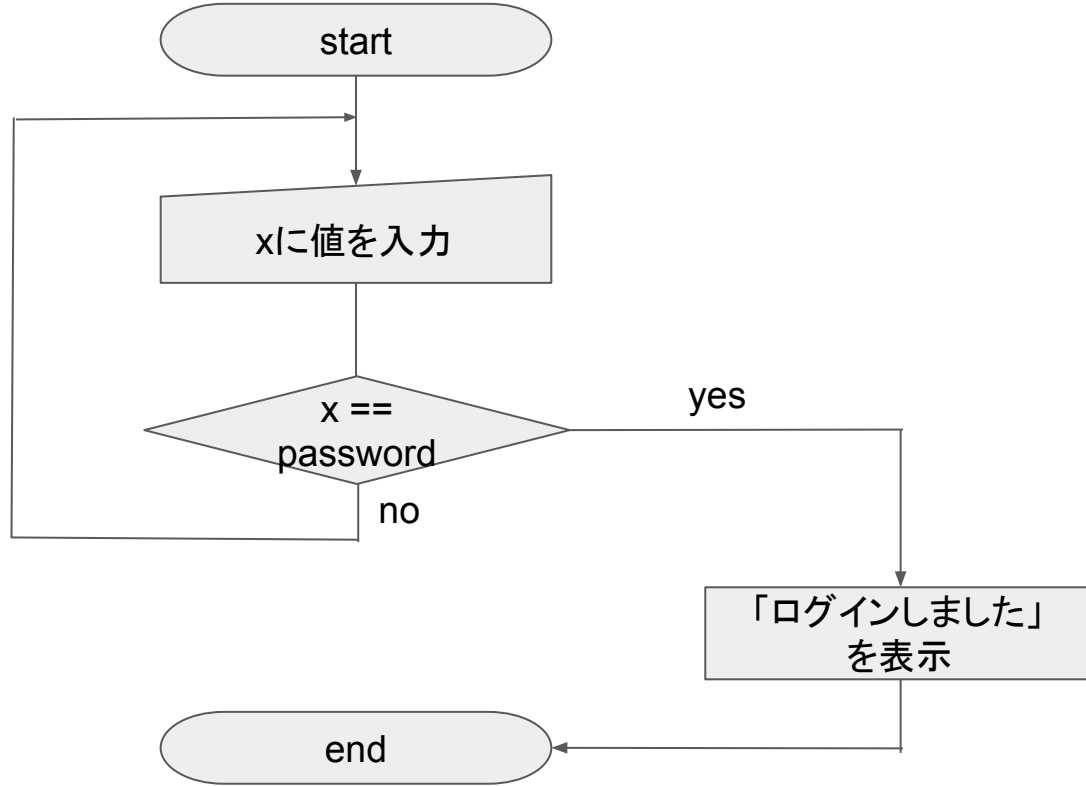 start
xに値を入力
x ==
password
yes
no
「ログインしました」
を表示
end